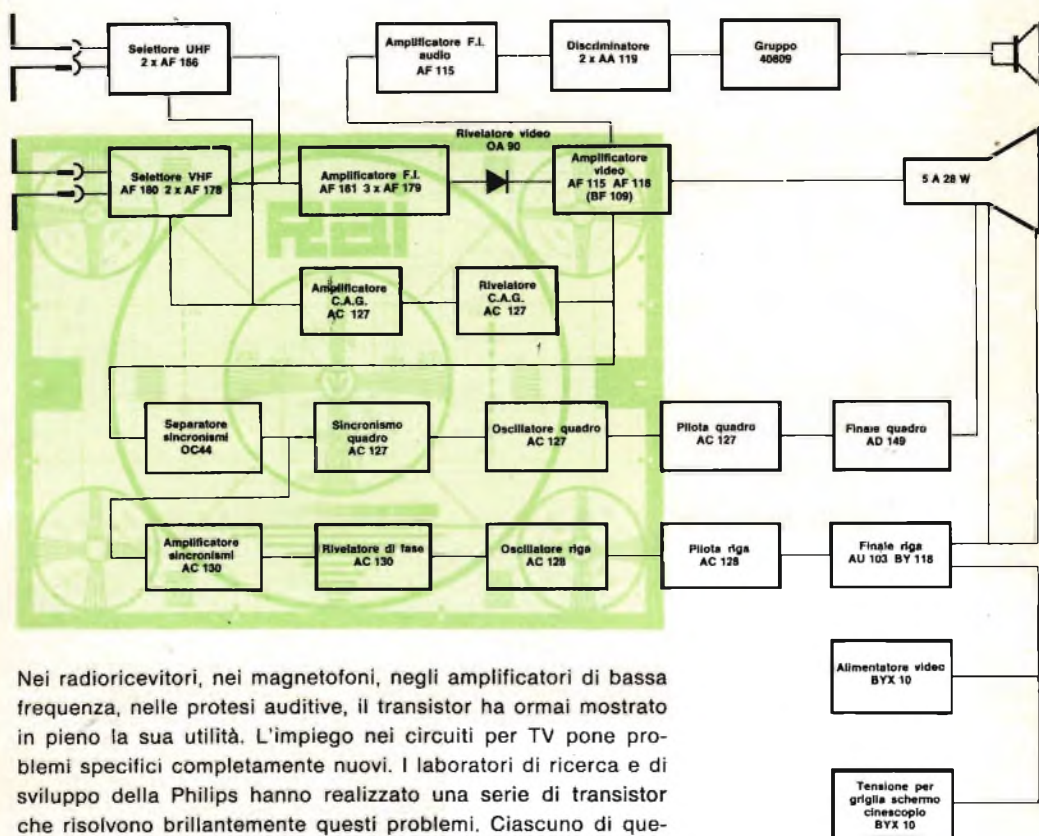 Selettore UHF
2 x AF 186
Amplificatore F.I.
audio
AF 115
Discriminatore
2 x AA 119
Gruppo
40809
Rivelatore video
OA 90
Selettore VHF
AF 180 2 x AF 178
Amplificatore F.I.
AF 181 3 x AF 179
Amplificatore
video
AF 115 AF 118
(BF 109)
5 A 28 W
Rai
Amplificatore
C.A.G.
AC 127
Rivelatore
C.A.G.
AC 127
Separatore
sincronismi
OC44
Sincronismo
quadro
AC 127
Oscillatore quadro
AC 127
Pilota quadro
AC 127
Finale quadro
AD 149
Amplificatore
sincronismi
AC 130
Rivelatore di fase
AC 130
Oscillatore riga
AC 128
Pilota riga
AC 128
Finale riga
AU 103 BY 118
Alimentatore video
BYX 10
Tensione per
griglia schermo
cinescopio
BYX 10
Nei radioricevitori, nei magnetofoni, negli amplificatori di bassa
frequenza, nelle protesi auditive, il transistor ha ormai mostrato
in pieno la sua utilità. L'impiego nei circuiti per TV pone pro-
blemi specifici completamente nuovi. I laboratori di ricerca e di
sviluppo della Philips hanno realizzato una serie di transistor
che risolvono brillantemente questi problemi. Ciascuno di que-